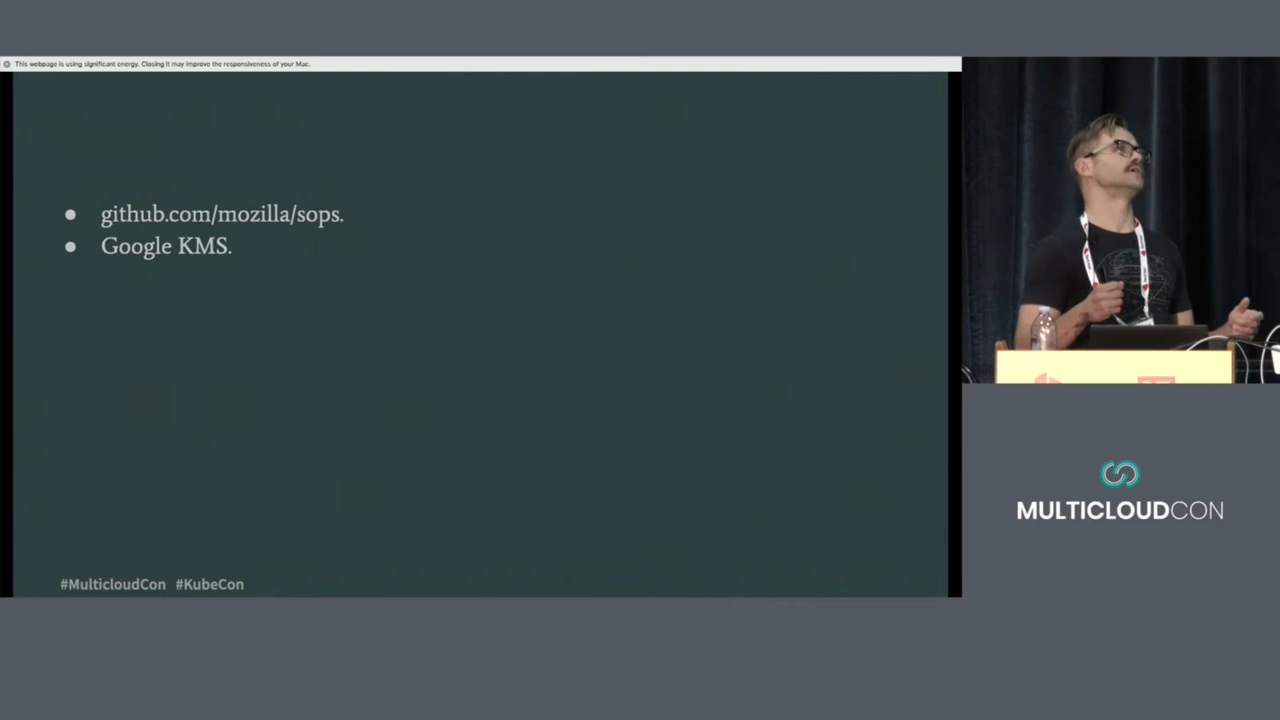 This webpage is using significant energy. Closing it may improve the responsiveness of your Mac.
● github.com/mozilla/sops.
● Google KMS.
#MulticloudCon #KubeCon
MULTICLOUDCON